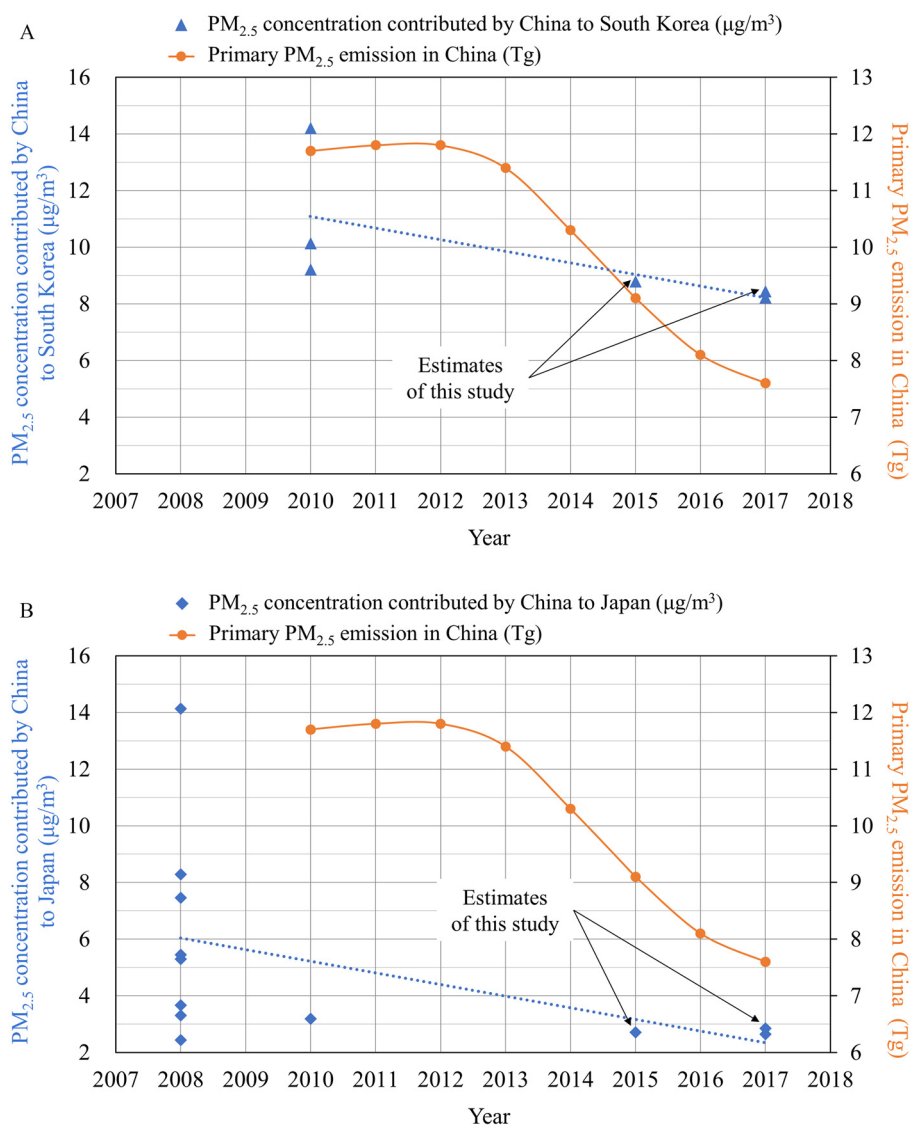 A
PM2.5 concentration contributed by China to South Korea (μg/m3)
Primary PM2.5 emission in China (Tg)
PM2.5 concentration contributed by China
to South Korea (μg/m3)
16
14
12
10
8
6
4
2
13
12
11
10
9
8
7
6
Primary PM2.5 emission in China (Tg)
Estimates
of this study
2007 2008 2009 2010 2011 2012 2013 2014 2015 2016 2017 2018
Year
B
PM2.5 concentration contributed by China to Japan (μg/m3)
Primary PM2.5 emission in China (Tg)
PM2.5 concentration contributed by China
to Japan (μg/m3)
16
14
12
10
8
6
4
2
13
12
11
10
9
8
7
6
Primary PM2.5 emission in China (Tg)
Estimates
of this study
2007 2008 2009 2010 2011 2012 2013 2014 2015 2016 2017 2018
Year